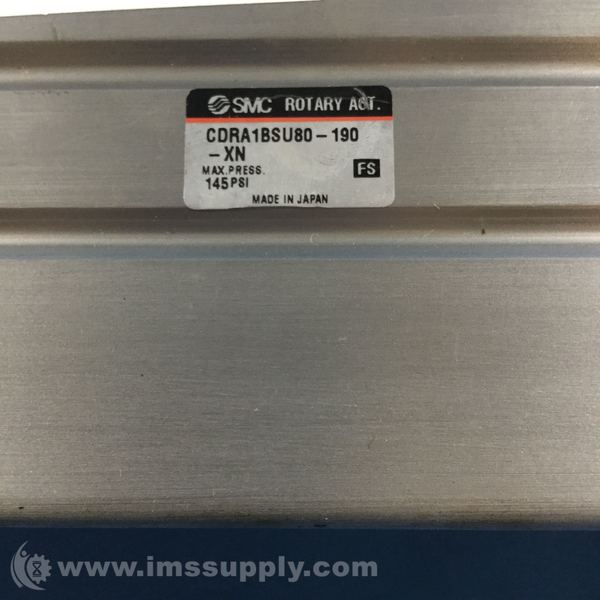 SMC ROTARY ACT.
CDRA1BSU80-190
-XN
MAX.PRESS.
145PSI
FS
MADE IN JAPAN
www.imssupply.com